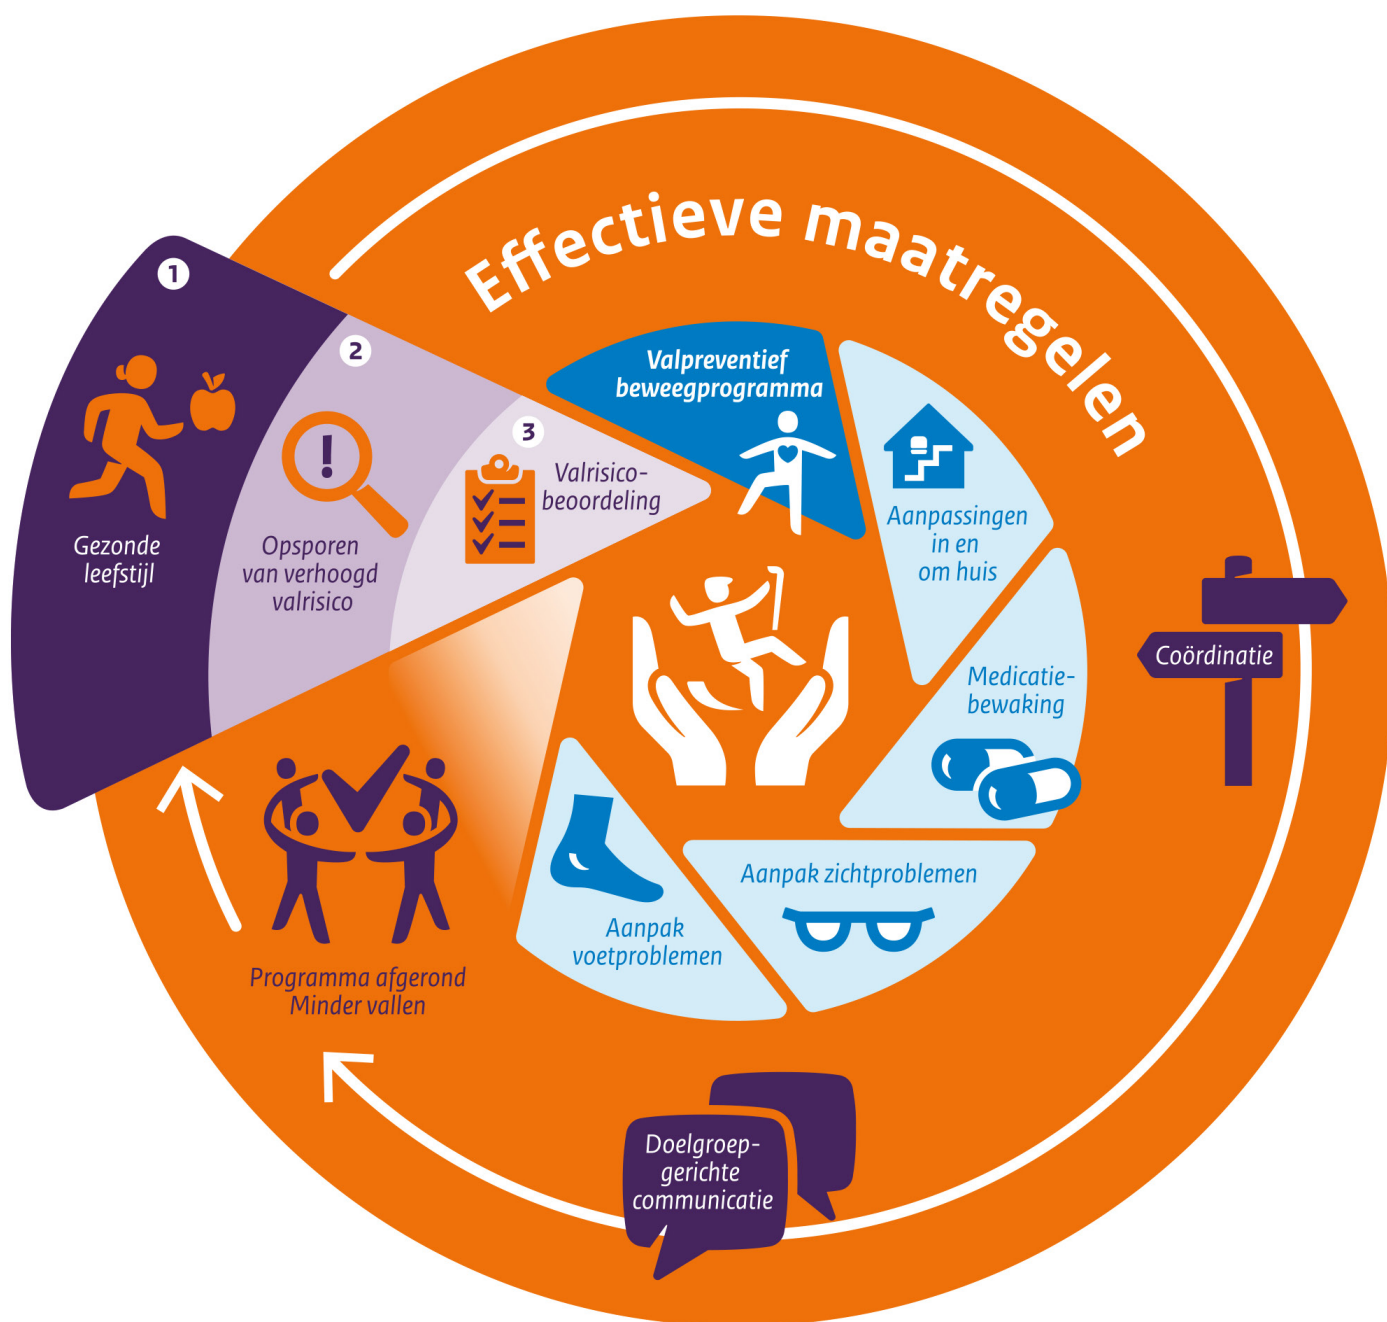 Effectieve maatregelen
1
Gezonde
leefstijl
2
Opsporen
van verhoogd
valrisico
3
Valrisico-
beoordeling
Valpreventief
beweegprogramma
Aanpassingen
in en
om huis
Medicatie-
bewaking
Aanpak zichtproblemen
Aanpak
voetproblemen
Coördinatie
Doelgroep-
gerichte
communicatie
Programma afgerond
Minder vallen